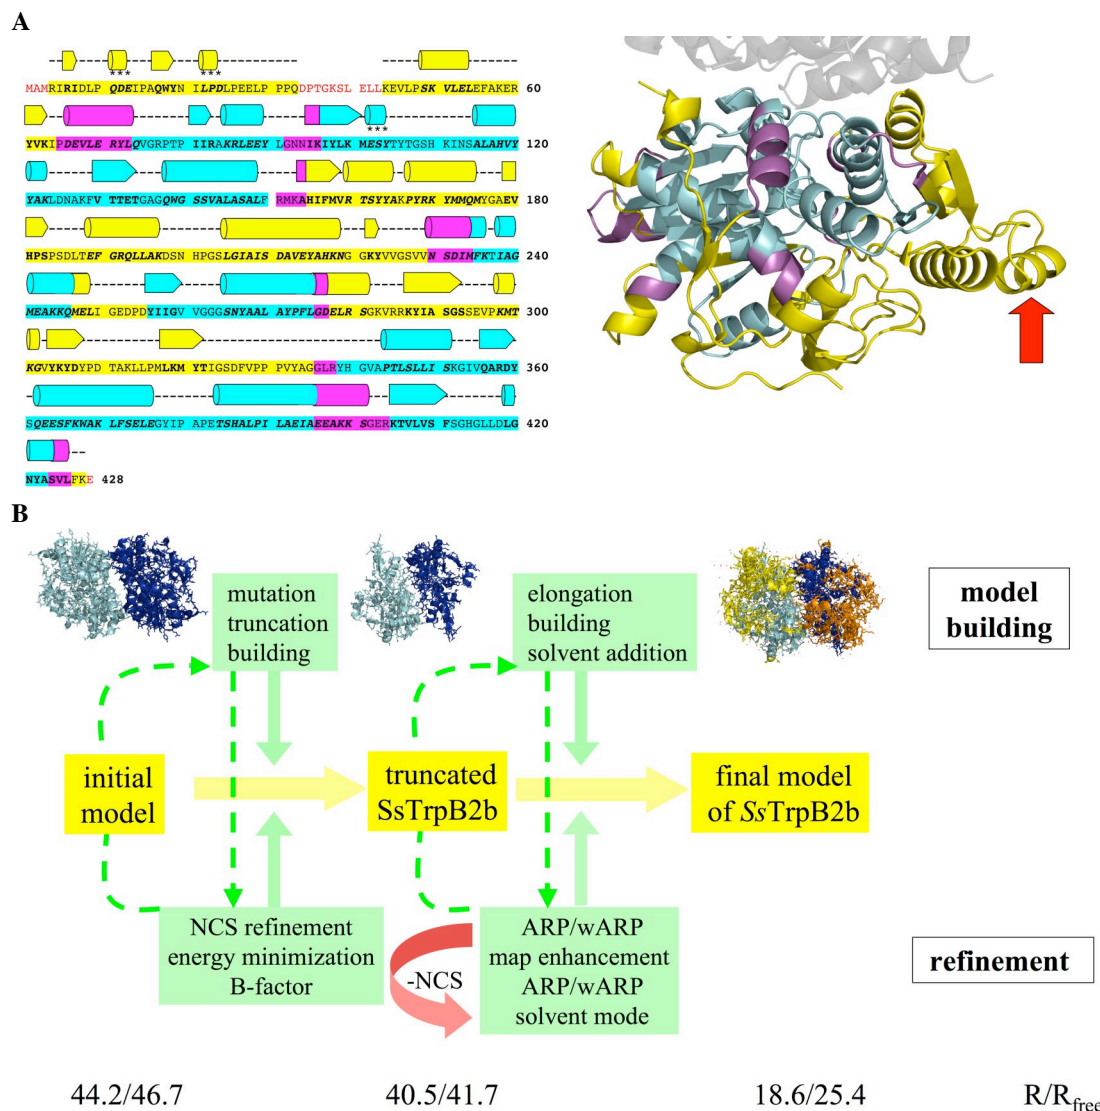 A
*** ***
MAMRIRIDLP QDEIPAQWYN ILPDLPEELP PPQDPTGKSL ELLKEVLPSK VLELEFAKER 60
***
YVKIPDEVLE RYLQVGRPTP IIRAKRLEEY LGNNIKIYLK MESYTYTGSH KINSALAHVY 120
YAKLDNAKFV TTETGAGQWG SSVALASALF RMKAHIFMVR TSYYAKPYRK YMMQMYGAEV 180
HPSPSDLTEF GRQLLAKDSN HPGSLGIAIS DAVEYAHKNG GKYVVGSVVN SDIMFKTIAG 240
MEAKKQMELI GEDPDYIIGV VGGGSNYAAL AYPFLGDELR SGKVRRKYIA SGSSEVPKMT 300
KGVYKYDYPD TAKLLPMLKM YTIGSDFVPP PVYAGGLRYH GVAPTLSLLI SKGIVQARDY 360
SQEESFKWAK LFSELEGYIP APETSHALPI LAEIAEEAKK SGERKTVLVS FSGHGLLDLG 420
NYASVLFKE 428
B
mutation
truncation
building
elongation
building
solvent addition
model
building
initial
model
truncated
SsTrpB2b
final model
of SsTrpB2b
NCS refinement
energy minimization
B-factor
-NCS
ARP/wARP
map enhancement
ARP/wARP
solvent mode
refinement
44.2/46.7
40.5/41.7
18.6/25.4
R/Rfree